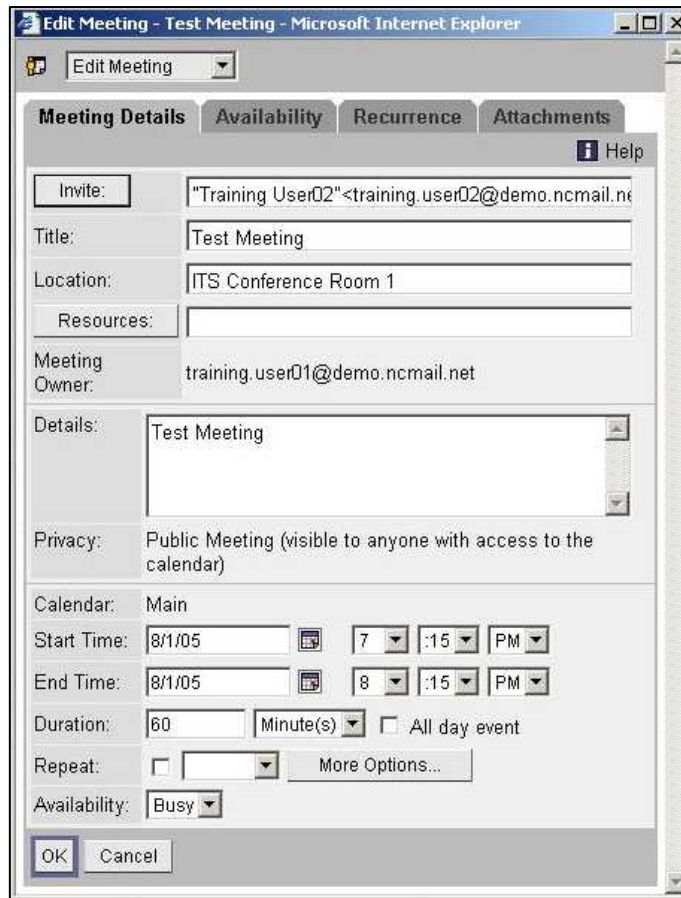 Edit Meeting - Test Meeting - Microsoft Internet Explorer
Edit Meeting
Meeting Details Availability Recurrence Attachments
Help
Invite: "Training User02"<training.user02@demo.ncmail.ne
Title: Test Meeting
Location: ITS Conference Room 1
Resources:
Meeting Owner: training.user01@demo.ncmail.net
Details: Test Meeting
Privacy: Public Meeting (visible to anyone with access to the
calendar)
Calendar: Main
Start Time: 8/1/05 7 :15 PM
End Time: 8/1/05 8 :15 PM
Duration: 60 Minute(s) All day event
Repeat: More Options...
Availability: Busy
OK Cancel